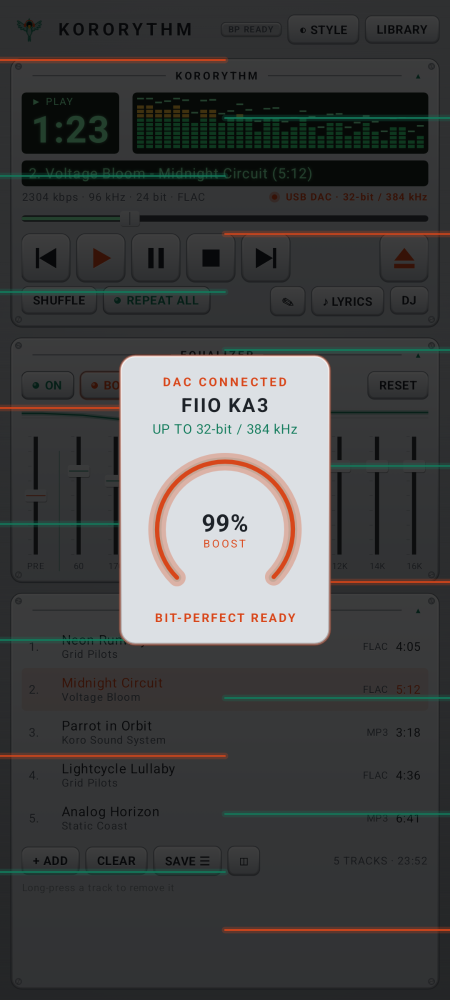 KORORYTHM
BP READY
STYLE
LIBRARY
KORORYTHM
PLAY
1:23
2. Voltage Bloom - Midnight Circuit (5:12)
2304 kbps · 96 kHz · 24 bit · FLAC
USB DAC · 32-bit / 384 kHz
SHUFFLE
REPEAT ALL
♪ LYRICS
DJ
EQUALIZER
ON
RESET
DAC CONNECTED
FIIO KA3
UP TO 32-bit / 384 kHz
99%
BOOST
BIT-PERFECT READY
PRE
60
12K
14K
16K
1. Neon
Grid Pilots
FLAC 4:05
2. Midnight Circuit
Voltage Bloom
FLAC 5:12
3. Parrot in Orbit
Koro Sound System
MP3 3:18
4. Lightcycle Lullaby
Grid Pilots
FLAC 4:36
5. Analog Horizon
Static Coast
MP3 6:41
+ ADD
CLEAR
SAVE ☰
5 TRACKS · 23:52
Long-press a track to remove it